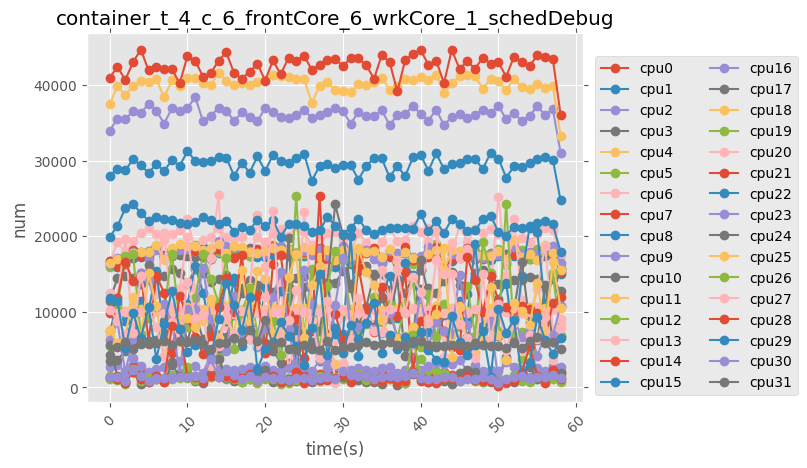 container_t_4_c_6_frontCore_6_wrkCore_1_schedDebug
num
40000
30000
20000
10000
0
0
10
20
30
40
50
60
time(s)
cpu0
cpu1
cpu2
cpu3
cpu4
cpu5
cpu6
cpu7
cpu8
cpu9
cpu10
cpu11
cpu12
cpu13
cpu14
cpu15
cpu16
cpu17
cpu18
cpu19
cpu20
cpu21
cpu22
cpu23
cpu24
cpu25
cpu26
cpu27
cpu28
cpu29
cpu30
cpu31